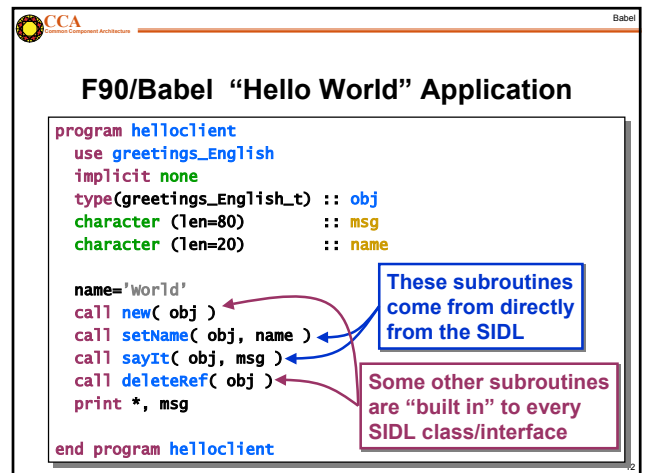 Babel
CCA
Common Component Architecture
F90/Babel “Hello World” Application
program helloclient
use greetings_English
implicit none
type(greetings_English_t) :: obj
character (len=80) :: msg
character (len=20) :: name
name='World'
call new( obj )
call setName( obj, name )
call sayIt( obj, msg )
call deleteRef( obj )
print *, msg
end program helloclient
These subroutines
come from directly
from the SIDL
Some other subroutines
are “built in” to every
SIDL class/interface